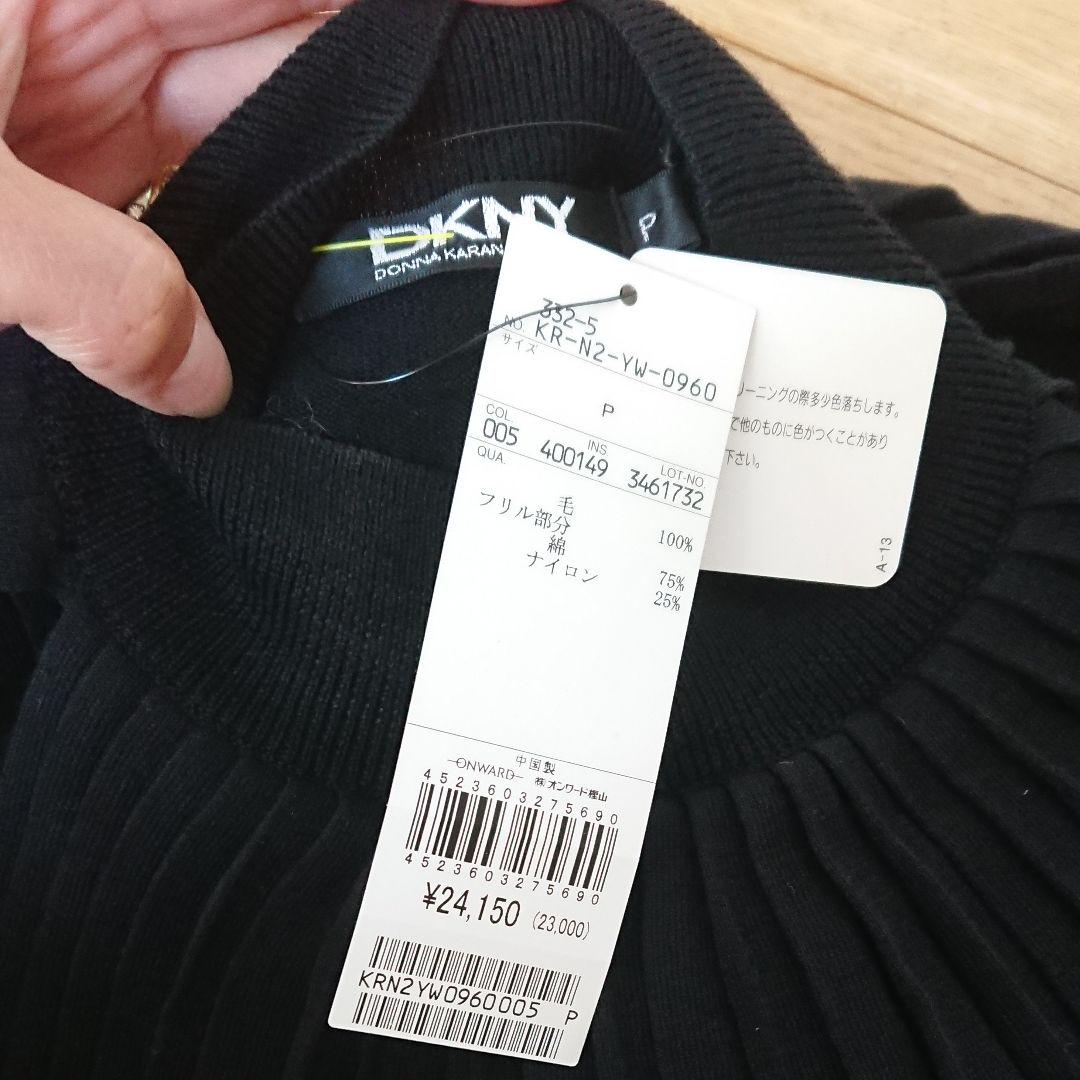 DKNY
DONNA KARAN
P
332-5
NO. KR-N2-YW-0960
サイズ
P
COL. INS. LOT-NO.
005 400149 3461732
QUA.
毛 100%
フリル部分
綿 75%
ナイロン 25%
中国製
ONWARD ㈱オンワード樫山
4523603275690
4523603275690
¥24,150 (23,000)
KRN2YW0960005 P
リーニングの際多少色落ちします。
で他のものに色がつくことがあり
下さい。
A-13